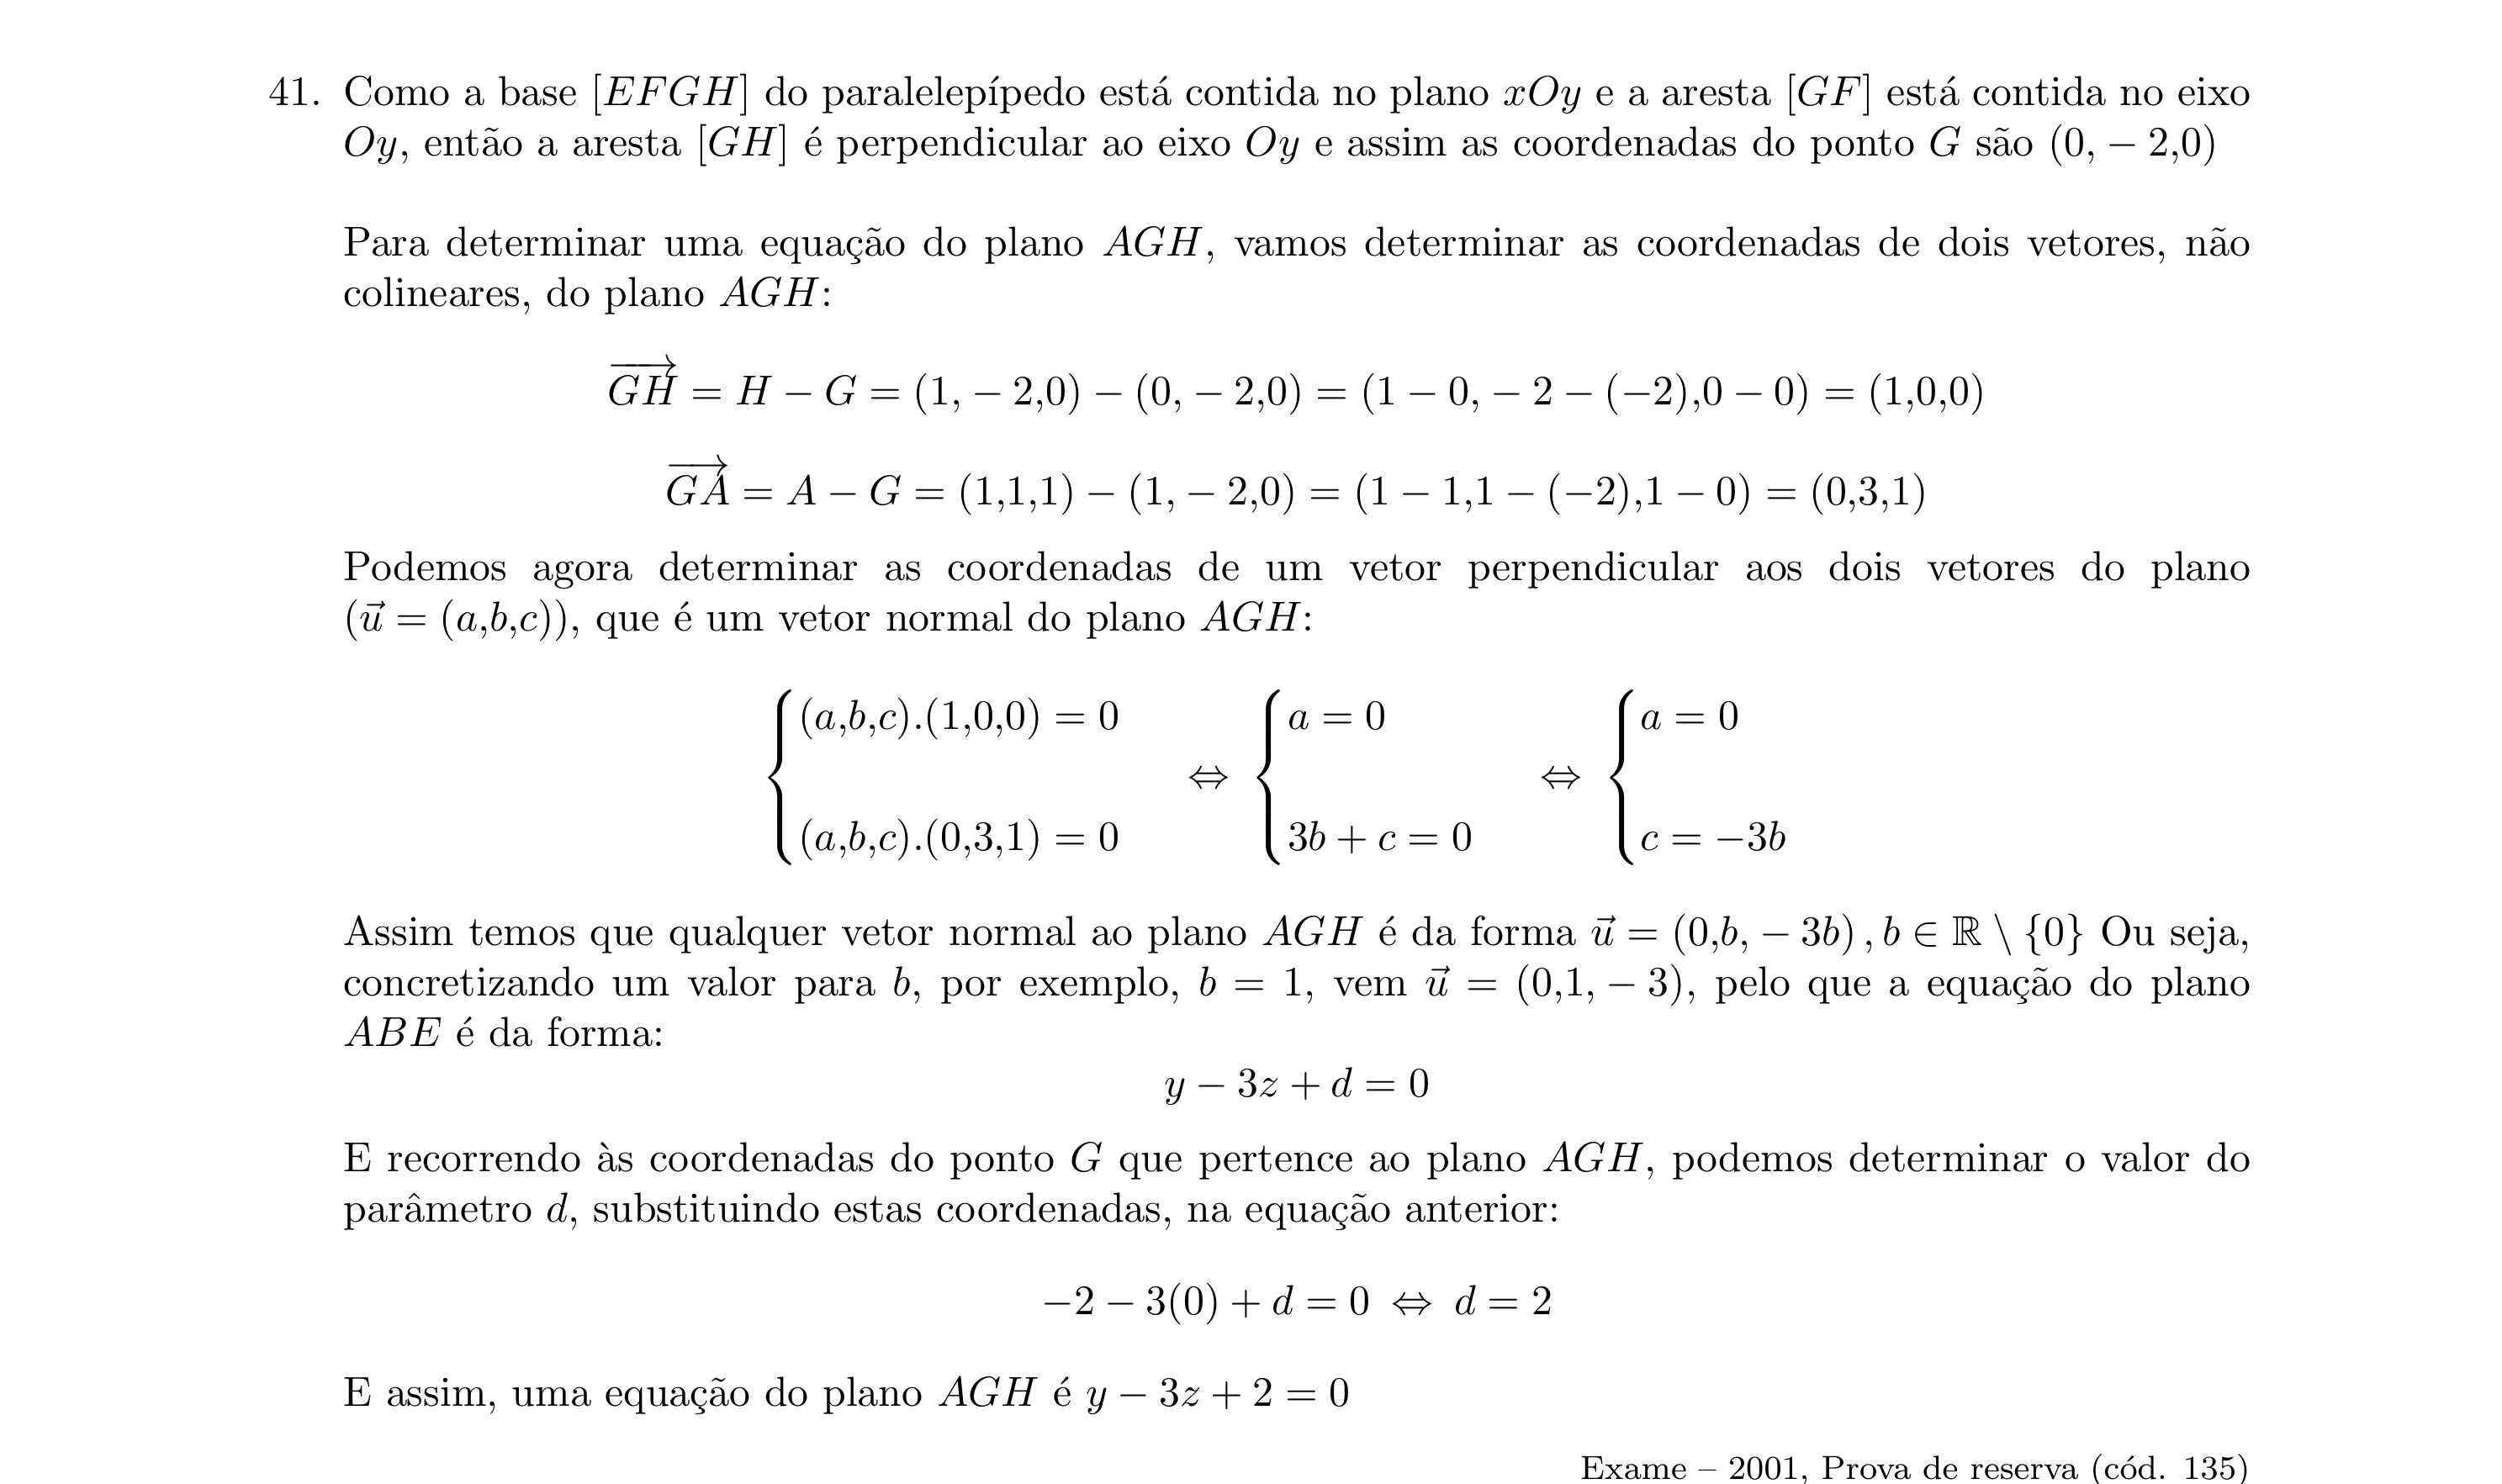 41. Como a base [EFGH] do paralelepípedo está contida no plano xOy e a aresta [GF] está contida no eixo
Oy, então a aresta [GH] é perpendicular ao eixo Oy e assim as coordenadas do ponto G são (0, − 2,0)
Para determinar uma equação do plano AGH, vamos determinar as coordenadas de dois vetores, não
colineares, do plano AGH:
$\overrightarrow{GH} = H - G = (1, -2,0) - (0, -2,0) = (1 - 0, -2 - (-2),0 - 0) = (1,0,0)$
$\overrightarrow{GA} = A - G = (1,1,1) - (1, -2,0) = (1 - 1,1 - (-2),1 - 0) = (0,3,1)$
Podemos agora determinar as coordenadas de um vetor perpendicular aos dois vetores do plano
($\vec{u} = (a,b,c)$), que é um vetor normal do plano AGH:
$\begin{cases} (a,b,c).(1,0,0) = 0 \\ (a,b,c).(0,3,1) = 0 \end{cases} \Leftrightarrow \begin{cases} a = 0 \\ 3b + c = 0 \end{cases} \Leftrightarrow \begin{cases} a = 0 \\ c = -3b \end{cases}$
Assim temos que qualquer vetor normal ao plano AGH é da forma $\vec{u} = (0,b, -3b) , b \in \mathbb{R} \setminus \{0\}$ Ou seja,
concretizando um valor para b, por exemplo, b = 1, vem $\vec{u} = (0,1, -3)$, pelo que a equação do plano
ABE é da forma:
y − 3z + d = 0
E recorrendo às coordenadas do ponto G que pertence ao plano AGH, podemos determinar o valor do
parâmetro d, substituindo estas coordenadas, na equação anterior:
−2 − 3(0) + d = 0 ⇔ d = 2
E assim, uma equação do plano AGH é y − 3z + 2 = 0
Exame – 2001, Prova de reserva (cód. 135)